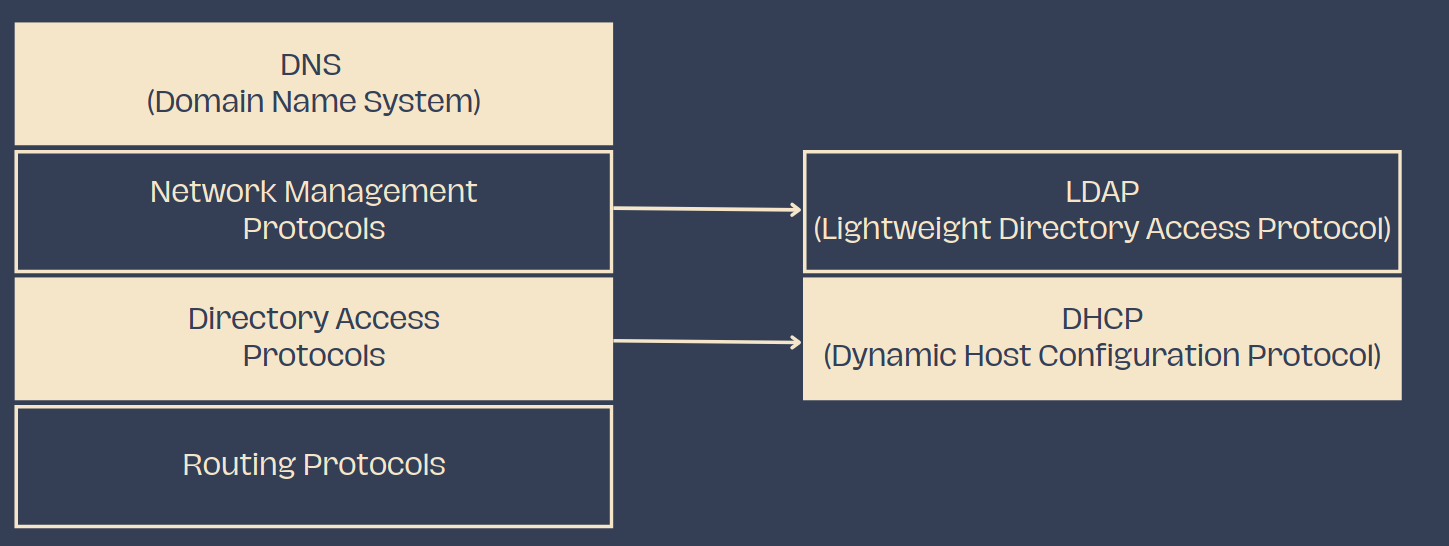 DNS
(Domain Name System)
Network Management
Protocols
LDAP
(Lightweight Directory Access Protocol)
Directory Access
Protocols
DHCP
(Dynamic Host Configuration Protocol)
Routing Protocols